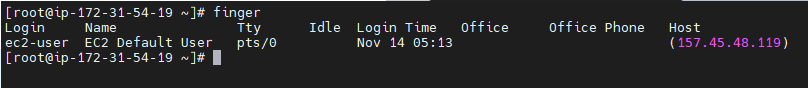 [root@ip-172-31-54-19 ~]# finger
Login     Name              Tty      Idle  Login Time   Office     Office Phone   Host
ec2-user  EC2 Default User  pts/0          Nov 14 05:13                           (157.45.48.119)
[root@ip-172-31-54-19 ~]#